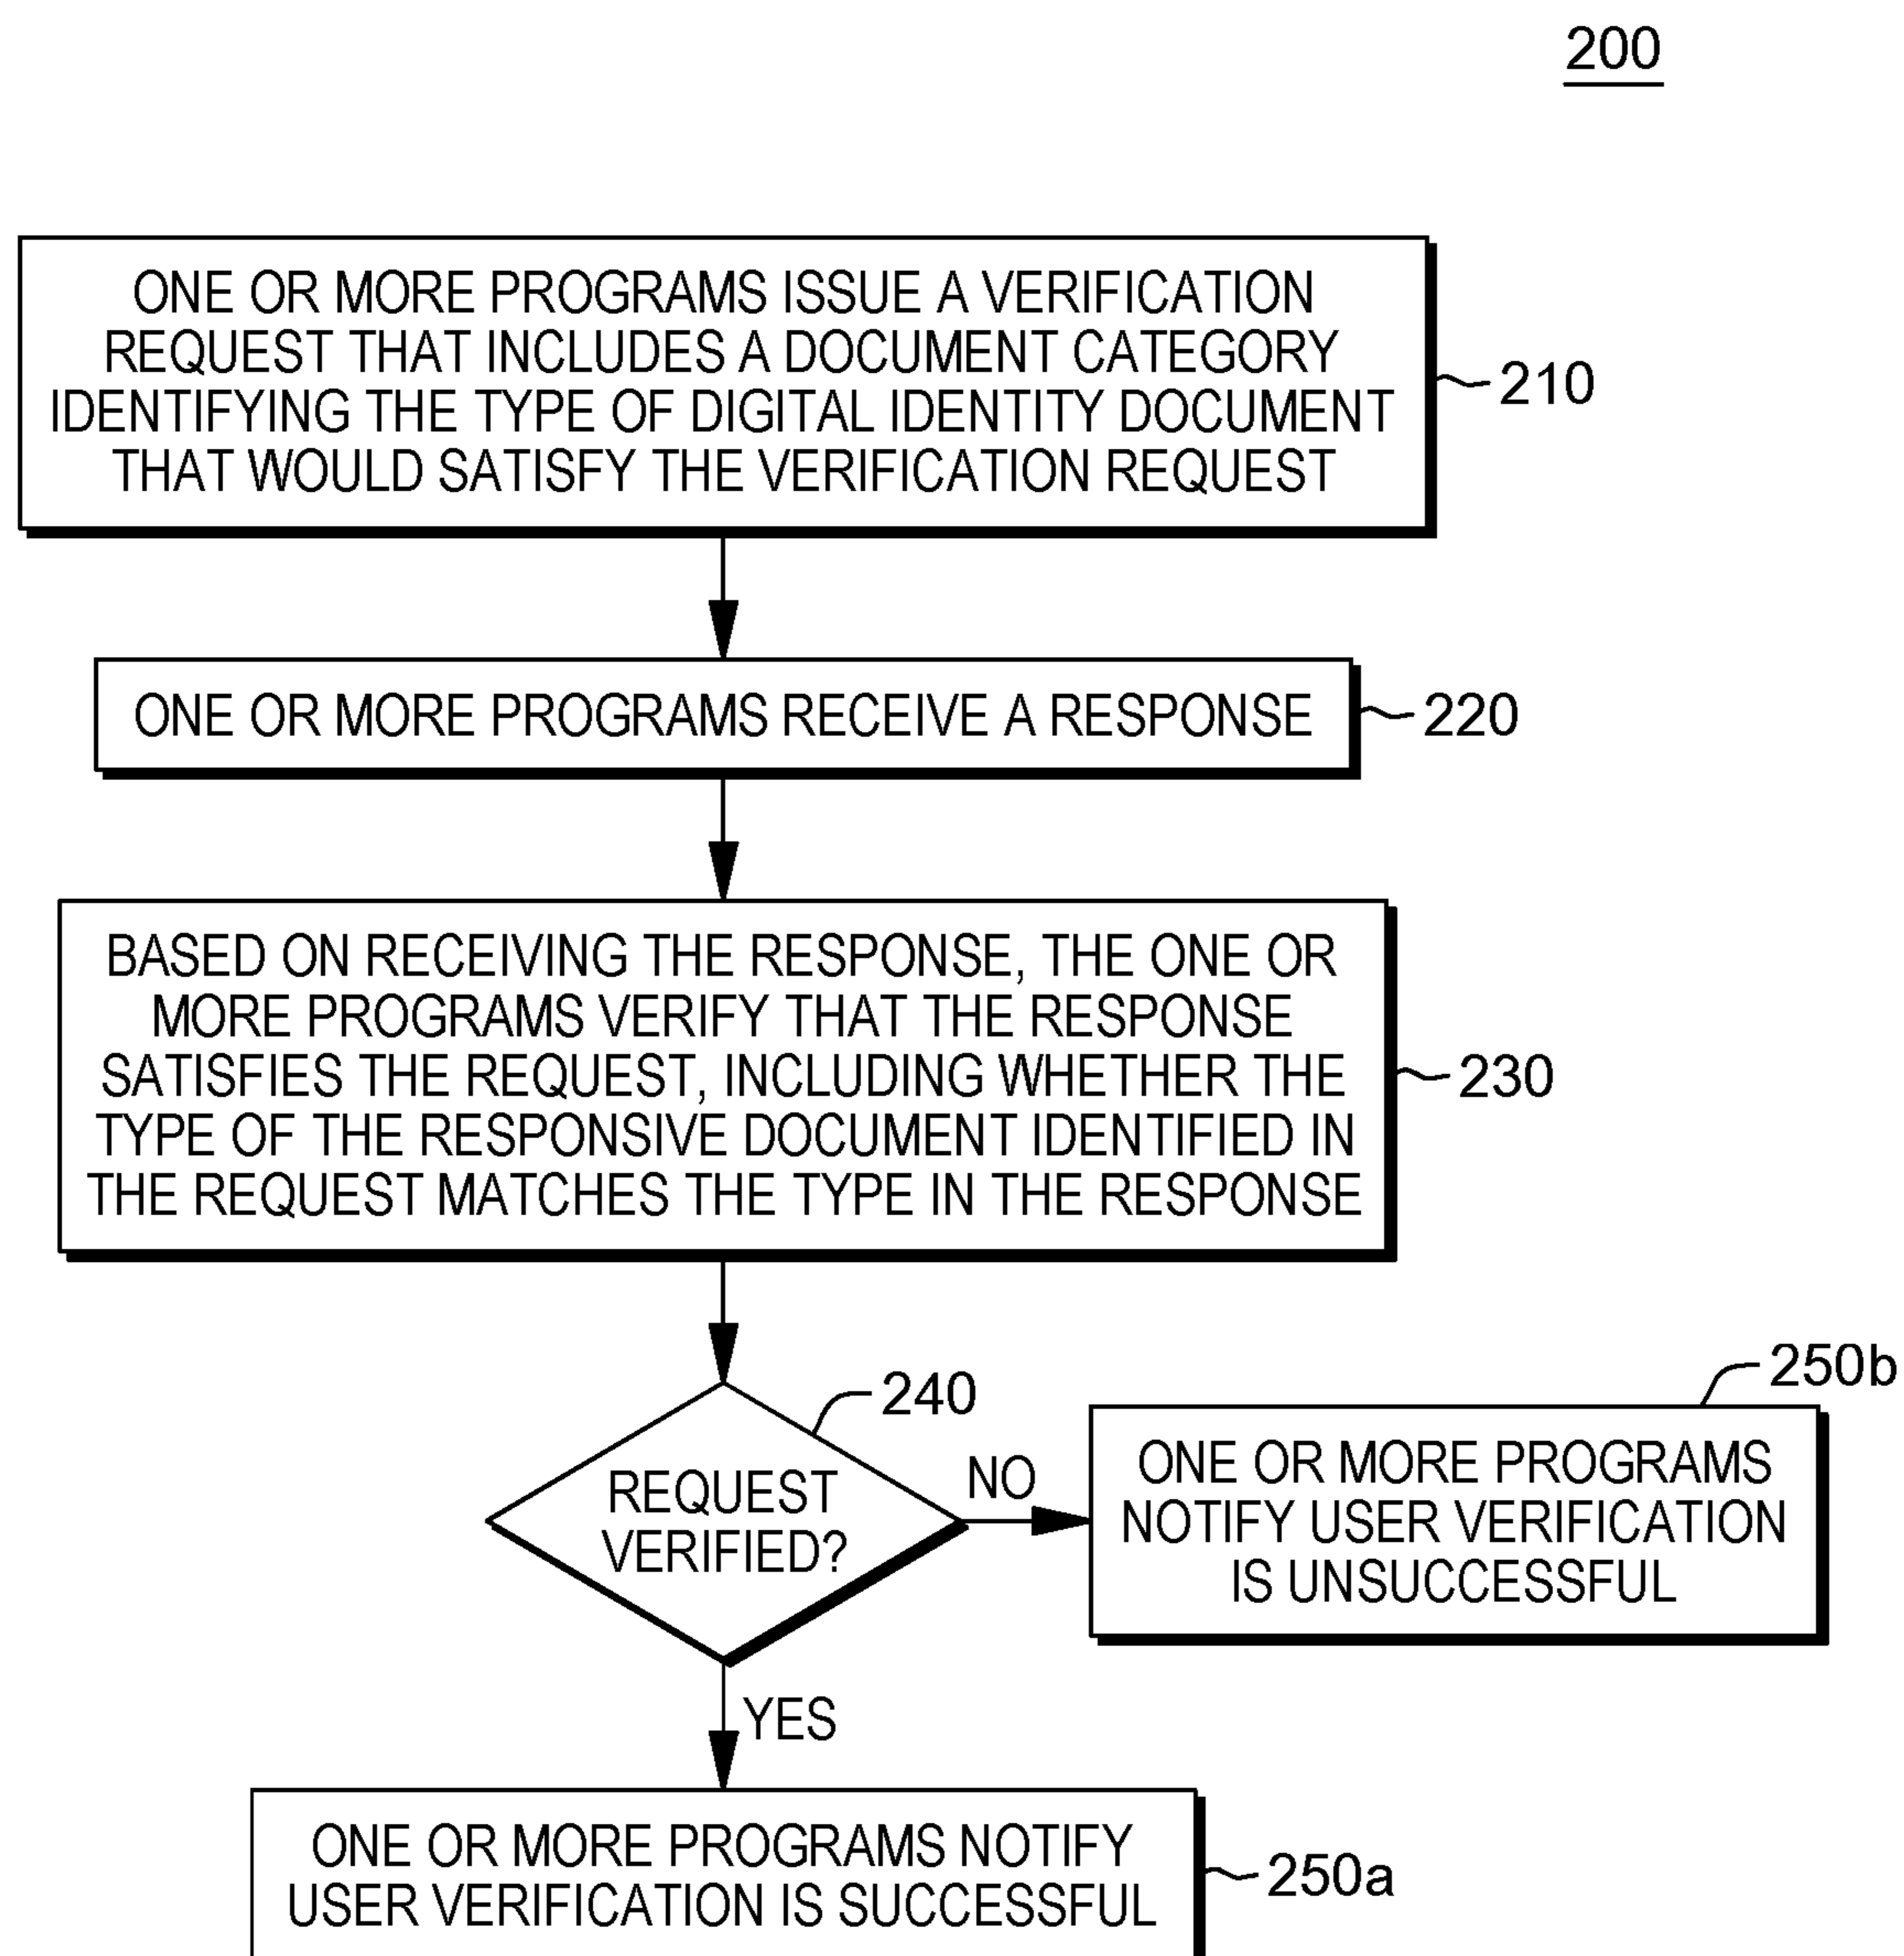 200
ONE OR MORE PROGRAMS ISSUE A VERIFICATION
REQUEST THAT INCLUDES A DOCUMENT CATEGORY
IDENTIFYING THE TYPE OF DIGITAL IDENTITY DOCUMENT
THAT WOULD SATISFY THE VERIFICATION REQUEST
210
ONE OR MORE PROGRAMS RECEIVE A RESPONSE
220
BASED ON RECEIVING THE RESPONSE, THE ONE OR
MORE PROGRAMS VERIFY THAT THE RESPONSE
SATISFIES THE REQUEST, INCLUDING WHETHER THE
TYPE OF THE RESPONSIVE DOCUMENT IDENTIFIED IN
THE REQUEST MATCHES THE TYPE IN THE RESPONSE
230
240
REQUEST
VERIFIED?
NO
250b
ONE OR MORE PROGRAMS
NOTIFY USER VERIFICATION
IS UNSUCCESSFUL
YES
ONE OR MORE PROGRAMS NOTIFY
USER VERIFICATION IS SUCCESSFUL
250a